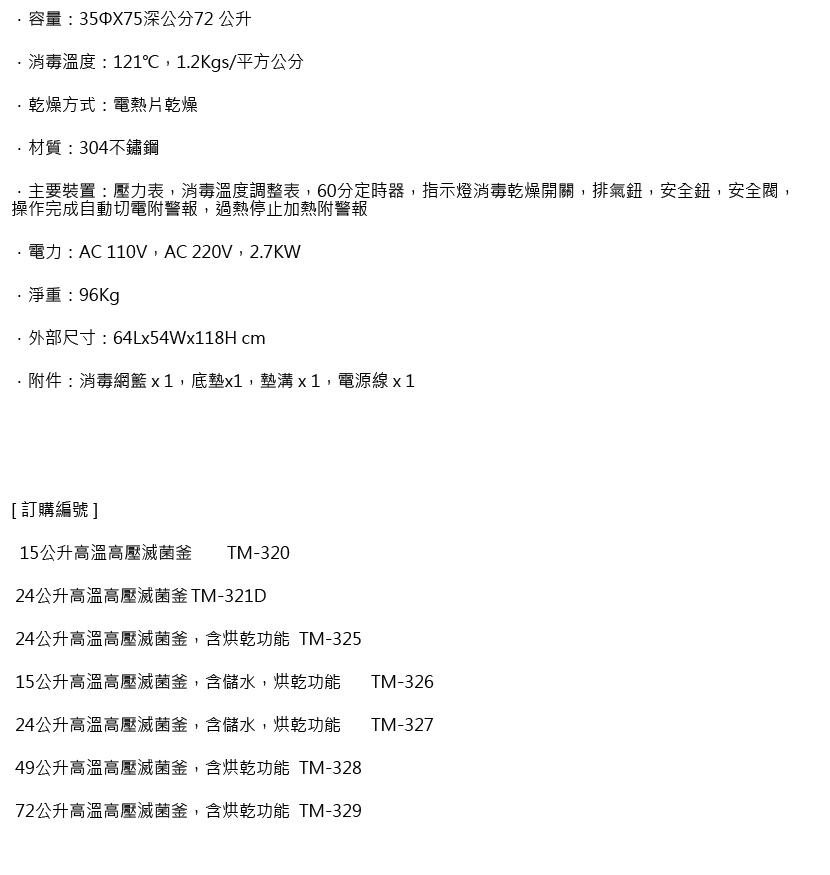 ．容量：35ΦX75深公分72 公升
．消毒溫度：121℃，1.2Kgs/平方公分
．乾燥方式：電熱片乾燥
．材質：304不鏽鋼
．主要裝置：壓力表，消毒溫度調整表，60分定時器，指示燈消毒乾燥開關，排氣鈕，安全鈕，安全閥，
操作完成自動切電附警報，過熱停止加熱附警報
．電力：AC 110V，AC 220V，2.7KW
．淨重：96Kg
．外部尺寸：64Lx54Wx118H cm
．附件：消毒網籃 x 1，底墊x1，墊溝 x 1，電源線 x 1
[ 訂購編號 ]
15公升高溫高壓滅菌釜 TM-320
24公升高溫高壓滅菌釜 TM-321D
24公升高溫高壓滅菌釜，含烘乾功能 TM-325
15公升高溫高壓滅菌釜，含儲水，烘乾功能 TM-326
24公升高溫高壓滅菌釜，含儲水，烘乾功能 TM-327
49公升高溫高壓滅菌釜，含烘乾功能 TM-328
72公升高溫高壓滅菌釜，含烘乾功能 TM-329